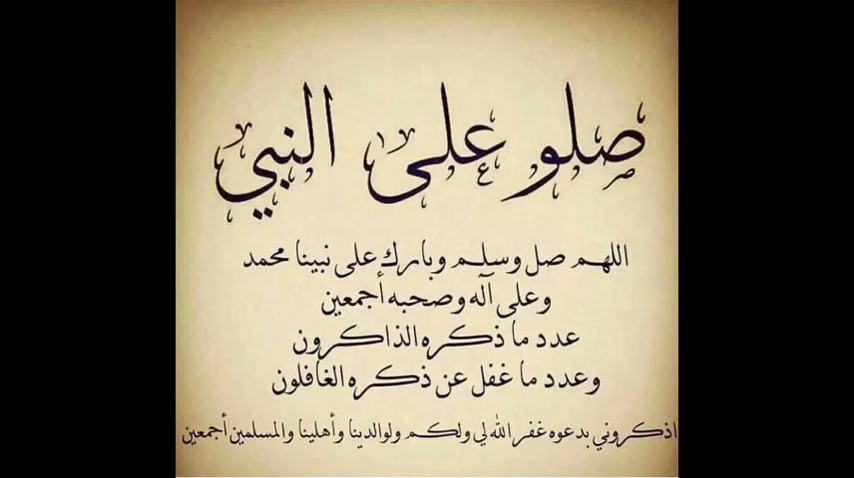 صلو على النبي
اللهم صل وسلم وبارك على نبينا محمد
وعلى آله وصحبه أجمعين
عدد ما ذكره الذاكرون
وعدد ما غفل عن ذكره الغافلون
اذكروني بدعوه غفر الله لي ولكم ولوالدينا وأهلينا والمسلمين أجمعين